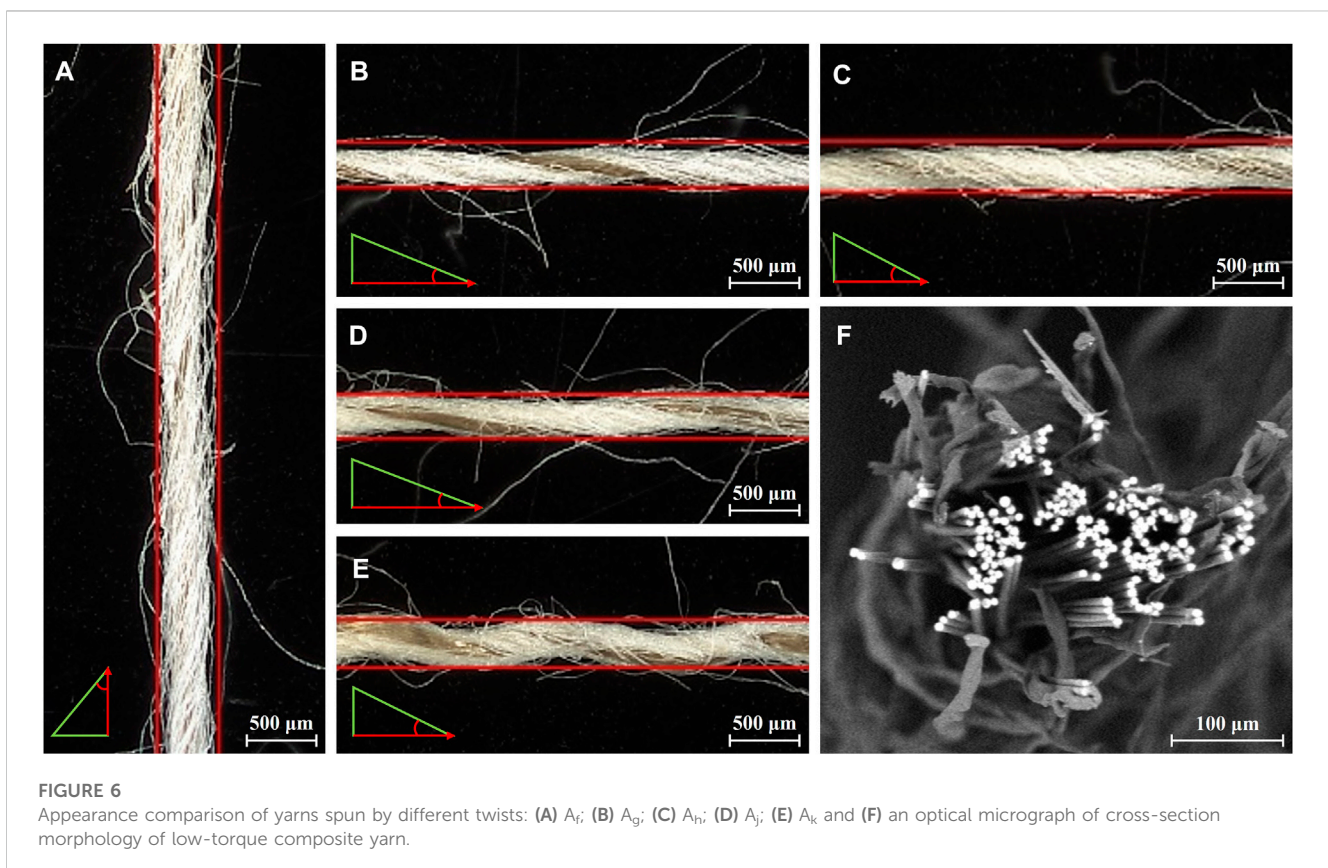 A
B
C
500 μm
500 μm
D
F
500 μm
E
500 μm
500 μm
100 μm
FIGURE 6
Appearance comparison of yarns spun by different twists: (A) Af; (B) Ag; (C) Ah; (D) Aj; (E) Ak and (F) an optical micrograph of cross-section
morphology of low-torque composite yarn.